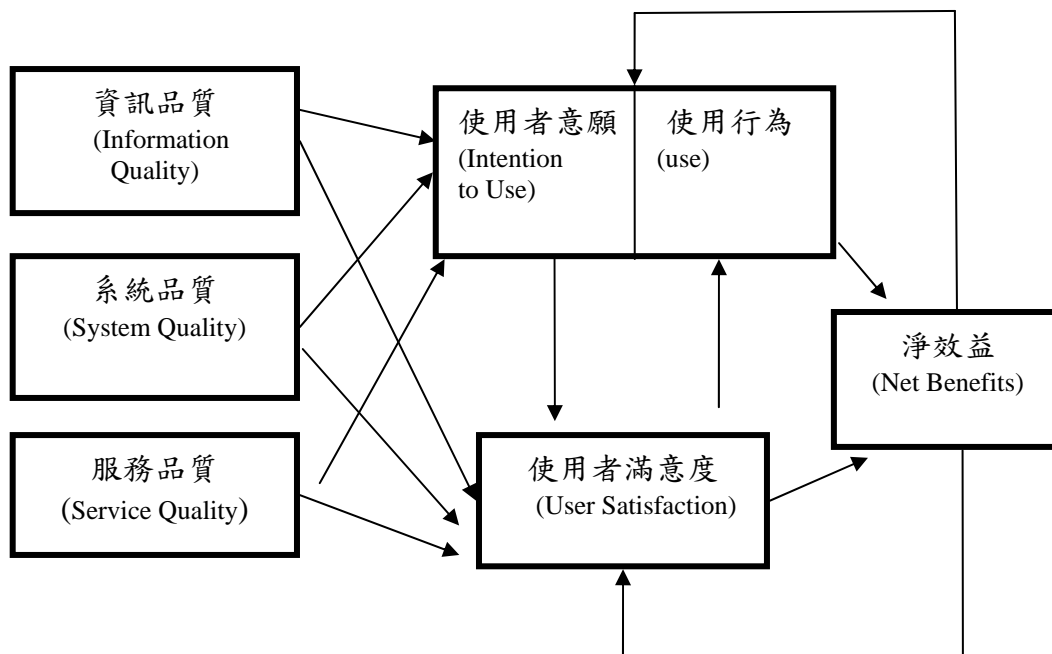 資訊品質
(Information
Quality)
使用者意願
(Intention
to Use)
使用行為
(use)
系統品質
(System Quality)
淨效益
(Net Benefits)
服務品質
(Service Quality)
使用者滿意度
(User Satisfaction)